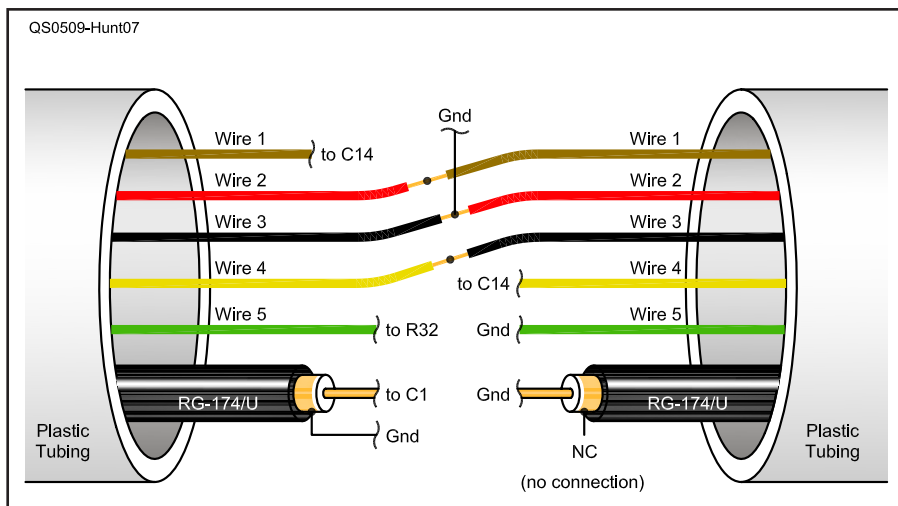 QS0509-Hunt07
Gnd
Wire 1
to C14
Wire 1
Wire 2
Wire 2
Wire 3
Wire 3
Wire 4
to C14
Wire 4
Wire 5
to R32
Gnd
Wire 5
RG-174/U
to C1
Gnd
RG-174/U
Gnd
Plastic
Tubing
NC
(no connection)
Plastic
Tubing